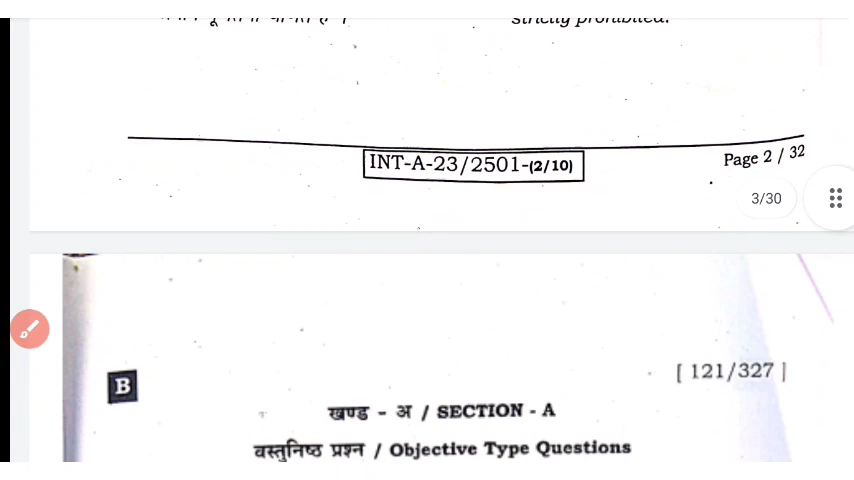 strictly prohibited.
INT-A-23/2501-(2/10)
Page 2 / 32
3/30
B
[ 121/327 ]
खण्ड - अ / SECTION - A
वस्तुनिष्ठ प्रश्न / Objective Type Questions